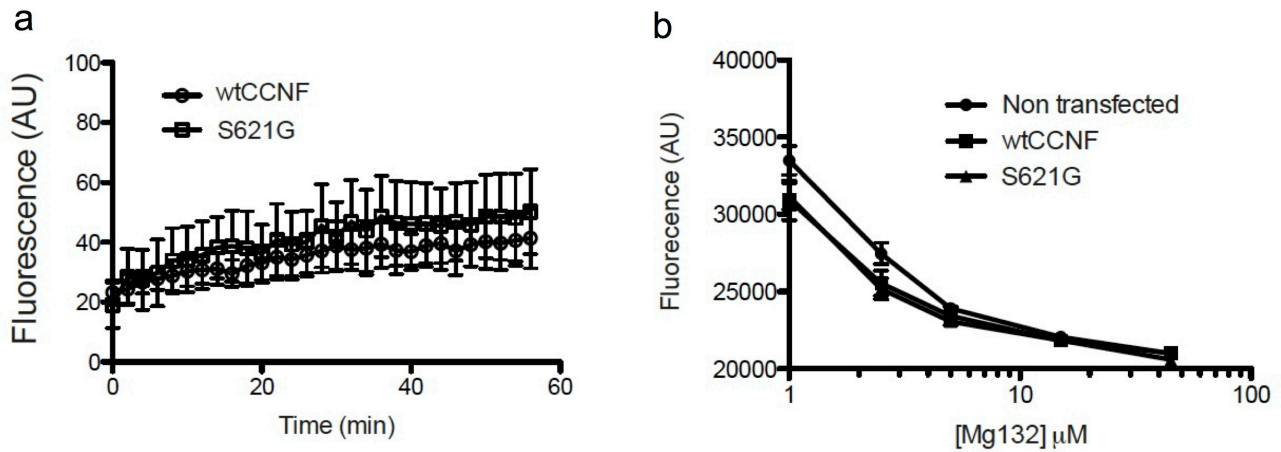 a
100
80
60
40
20
0
Fluorescence (AU)
wtCCNF
S621G
0 20 40 60
Time (min)
b
40000
35000
30000
25000
20000
Fluorecence (AU)
Non transfected
wtCCNF
S621G
1 10 100
[Mg132] μM